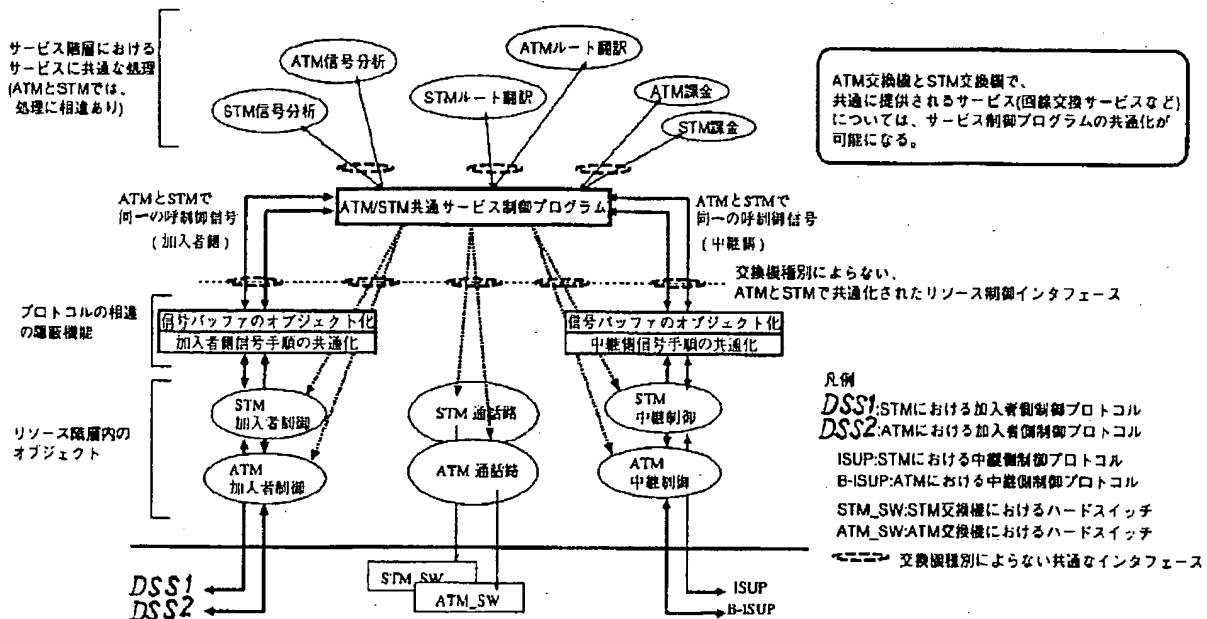 サービス階層における
サービスに共通な処理
(ATMとSTMでは、
処理に相違あり)
ATM信号分析
STM信号分析
ATMルート翻訳
STMルート翻訳
ATM課金
STM課金
ATM交換機とSTM交換機で、
共通に提供されるサービス(回線交換サービスなど)
については、サービス制御プログラムの共通化が
可能になる。
ATMとSTMで
同一の呼制御信号
(加入者側)
ATM/STM共通サービス制御プログラム
ATMとSTMで
同一の呼制御信号
(中継側)
交換機種別によらない、
ATMとSTMで共通化されたリソース制御インタフェース
プロトコルの相違
の隠蔽機能
信号バッファのオブジェクト化
加入者側信号手順の共通化
信号バッファのオブジェクト化
中継側信号手順の共通化
リソース階層内の
オブジェクト
STM
加入者制御
ATM
加入者制御
STM 通話路
ATM 通話路
STM
中継制御
ATM
中継制御
凡例
DSS1:STMにおける加入者側制御プロトコル
DSS2:ATMにおける加入者側制御プロトコル
ISUP:STMにおける中継側制御プロトコル
B-ISUP:ATMにおける中継側制御プロトコル
STM_SW:STM交換機におけるハードスイッチ
ATM_SW:ATM交換機におけるハードスイッチ
交換機種別によらない共通なインタフェース
DSS1
DSS2
STM_SW
ATM_SW
ISUP
B-ISUP